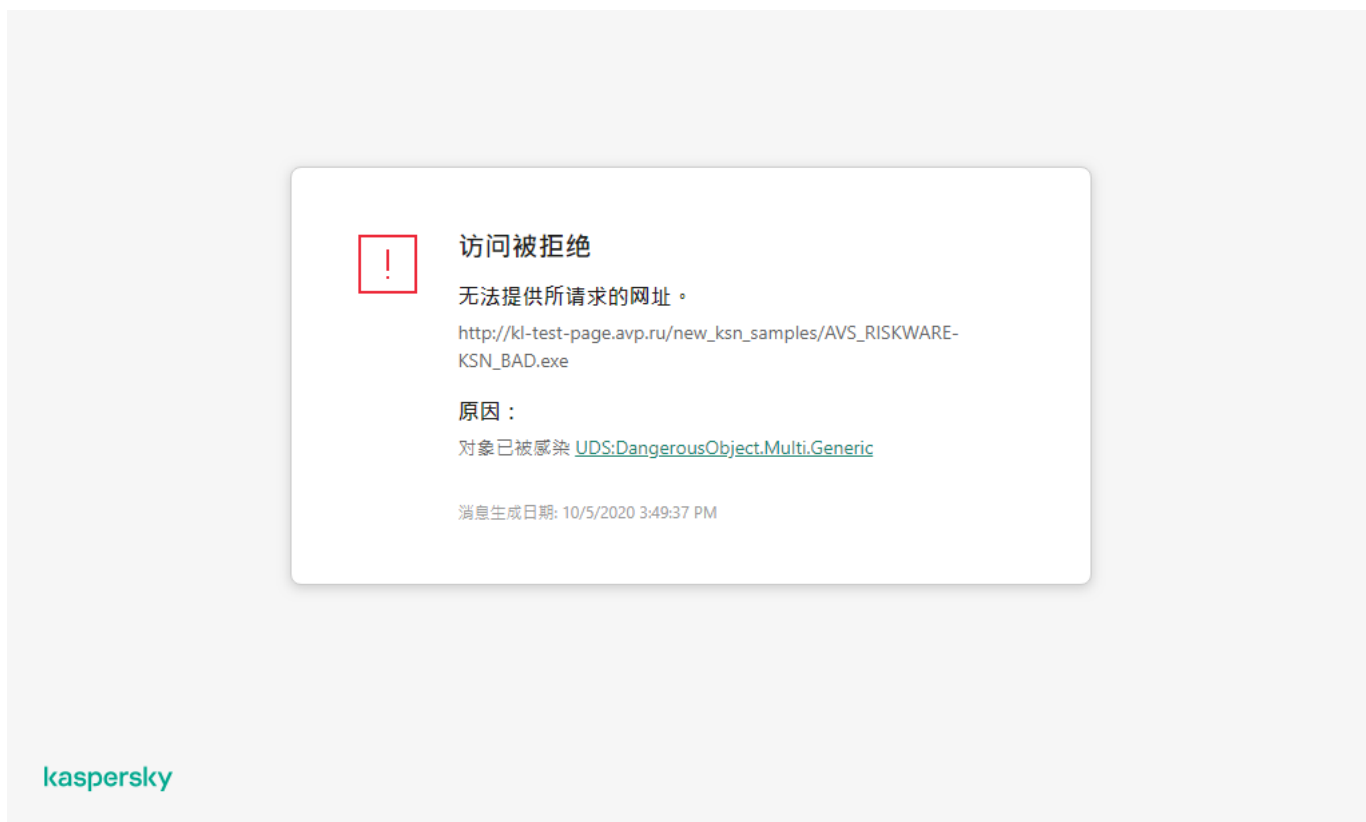 访问被拒绝
无法提供所请求的网址。
http://kl-test-page.avp.ru/new_ksn_samples/AVS_RISKWARE-
KSN_BAD.exe
原因：
对象已被感染 UDS:DangerousObject.Multi.Generic
消息生成日期: 10/5/2020 3:49:37 PM
kaspersky